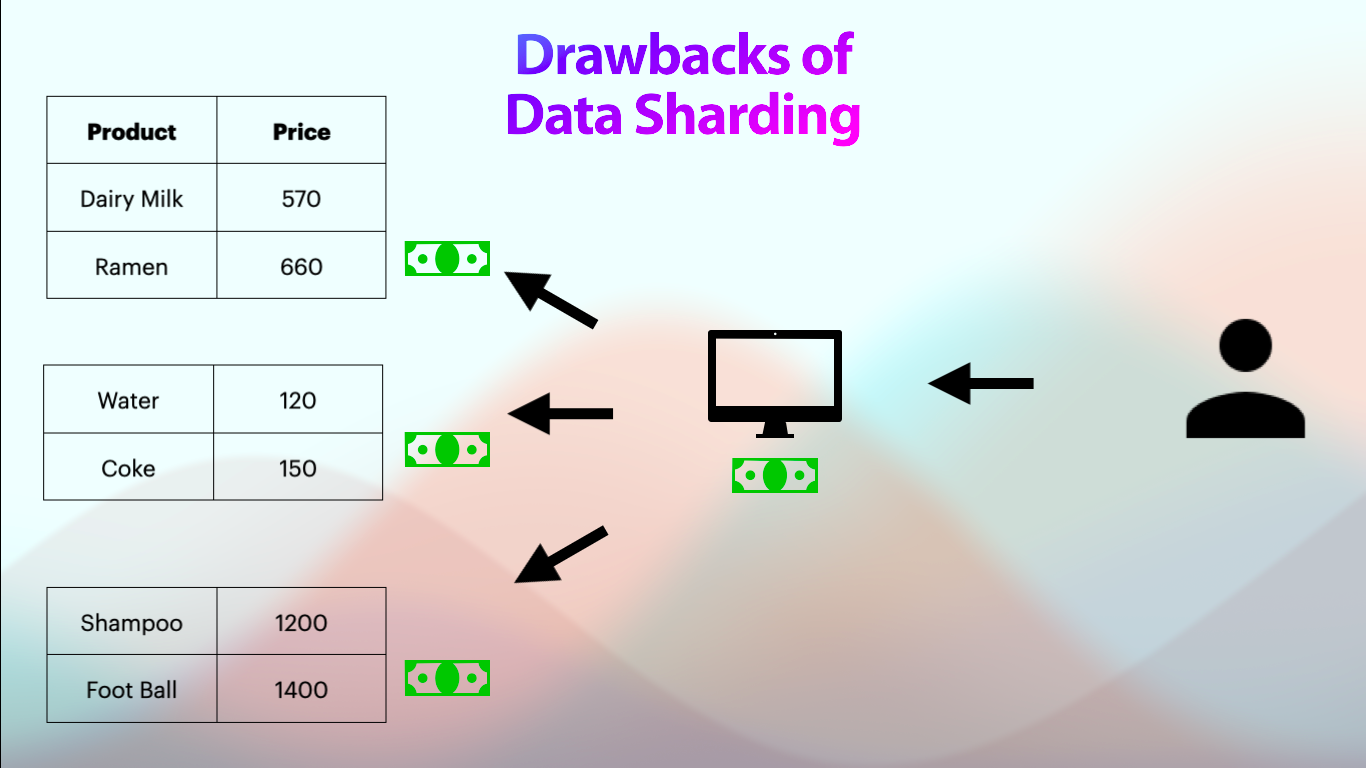 Drawbacks of
Data Sharding
Product Price
Dairy Milk 570
Ramen 660
Water 120
Coke 150
Shampoo 1200
Foot Ball 1400